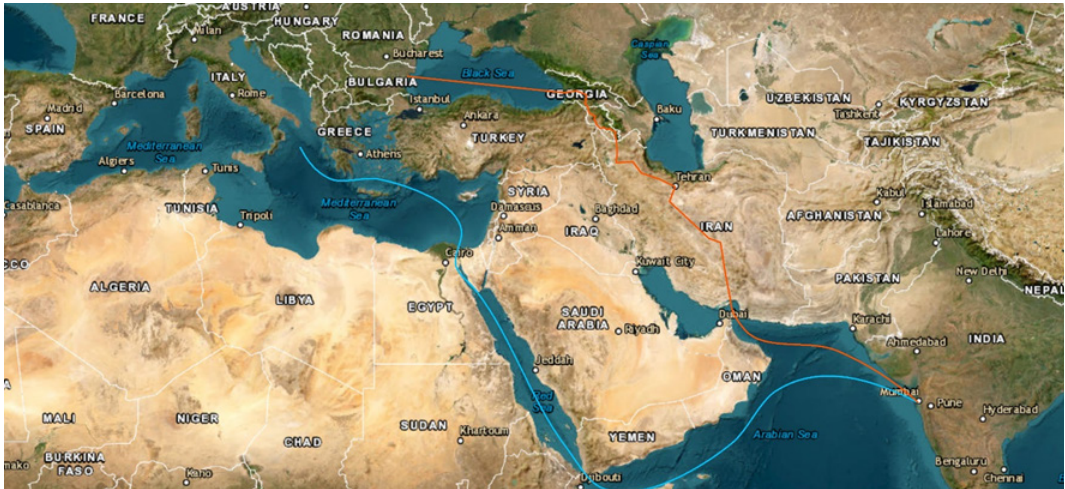 FRANCE
AUSTRIA
HUNGARY
Milan
ROMANIA
Bucharest
Caspian
Sea
Black Sea
BULGARIA
ITALY
GEORGIA
UZBEKISTAN
KYRGYZSTAN
Barcelona
Rome
Istanbul
Baku
Tashkent
Madrid
SPAIN
GREECE
Ankara
TURKEY
TURKMENISTAN
TAJIKISTAN
Mediterranean
Sea
Algiers
Tunis
Athens
Tehran
SYRIA
Kabul
Casablanca
TUNISIA
Mediterranean
Sea
Damascus
Baghdad
AFGHANISTAN
Islamabad
Tripoli
Amman
IRAQ
IRAN
Lahore
CCO
Cairo
Kuwait City
PAKISTAN
New Delhi
NEPAL
ALGERIA
LIBYA
EGYPT
SAUDI
ARABIA
Riyadh
Dubai
Karachi
Ahmedabad
INDIA
Jeddah
OMAN
Mumbai
Pune
Red
Sea
Hyderabad
MALI
NIGER
SUDAN
YEMEN
Arabian Sea
CHAD
Khartoum
BURKINA
FASO
mako
Kano
Djibouti
Bengaluru
Chennai